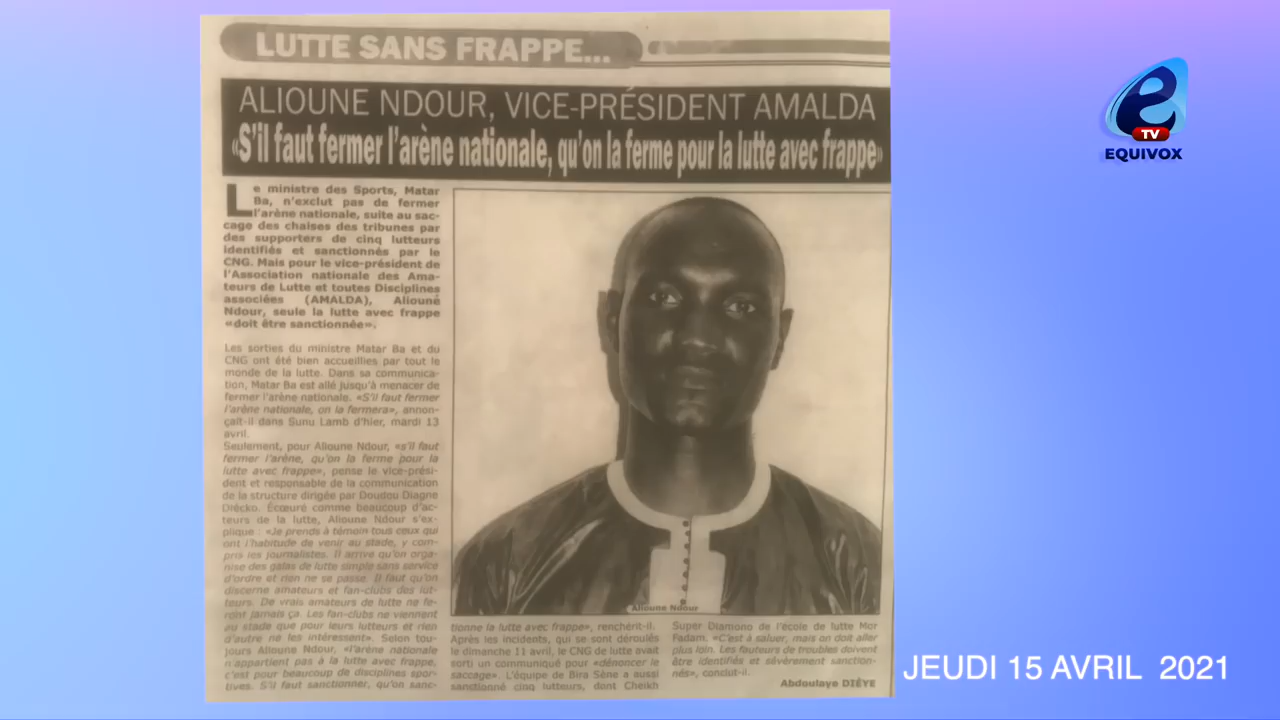 LUTTE SANS FRAPPE...
ALIOUNE NDOUR, VICE-PRÉSIDENT AMALDA
«S'il faut fermer l'arène nationale, qu'on la ferme pour la lutte avec frappe»
Le ministre des Sports, Matar
Ba, n'exclut pas de fermer
l'arène nationale, suite au sac-
cage des chaises des tribunes par
des supporters de cinq lutteurs
identifiés et sanctionnés par le
CNG. Mais pour le vice-président de
l'Association nationale des Ama-
teurs de Lutte et toutes Disciplines
associées (AMALDA), Alioune
Ndour, seule la lutte avec frappe
«doit être sanctionnée».
Les sorties du ministre Matar Ba et du
CNG ont été bien accueillies par tout le
monde de la lutte. Dans sa communica-
tion, Matar Ba est allé jusqu'à menacer de
fermer l'arène nationale. «S'il faut fermer
l'arène nationale, on la fermera», annon-
çait-il dans Sunu Lamb d'hier, mardi 13
avril.
Seulement, pour Alioune Ndour, «s'il faut
fermer l'arène, qu'on la ferme pour la
lutte avec frappe», pense le vice-prési-
dent et responsable de la communication
de la structure dirigée par Doudou Diagne
Diécko. Écœuré comme beaucoup d'ac-
teurs de la lutte, Alioune Ndour s'ex-
plique : «Je prends à témoin tous ceux qui
ont l'habitude de venir au stade, y com-
pris les journalistes. Il arrive qu'on orga-
nise des galas de lutte simple sans service
d'ordre et rien ne se passe. Il faut qu'on
discerne amateurs et fan-clubs des lut-
teurs. De vrais amateurs de lutte ne fe-
ront jamais ça. Les fan-clubs ne viennent
au stade que pour leurs lutteurs et rien
d'autre ne les intéressent». Selon tou-
jours Alioune Ndour, «l'arène nationale
n'appartient pas à la lutte avec frappe,
c'est pour beaucoup de disciplines spor-
tives. S'il faut sanctionner, qu'on sanc-
Alioune Ndour
tionne la lutte avec frappe», renchérit-il.
Après les incidents, qui se sont déroulés
le dimanche 11 avril, le CNG de lutte avait
sorti un communiqué pour «dénoncer le
saccage». L'équipe de Bira Sène a aussi
sanctionné cinq lutteurs, dont Cheikh
Super Diamono de l'école de lutte Mor
Fadam. «C'est à saluer, mais on doit aller
plus loin. Les fauteurs de troubles doivent
être identifiés et sévèrement sanction-
nés», conclut-il.
Abdoulaye DIÈYE
e
TV
EQUIVOX
JEUDI 15 AVRIL 2021